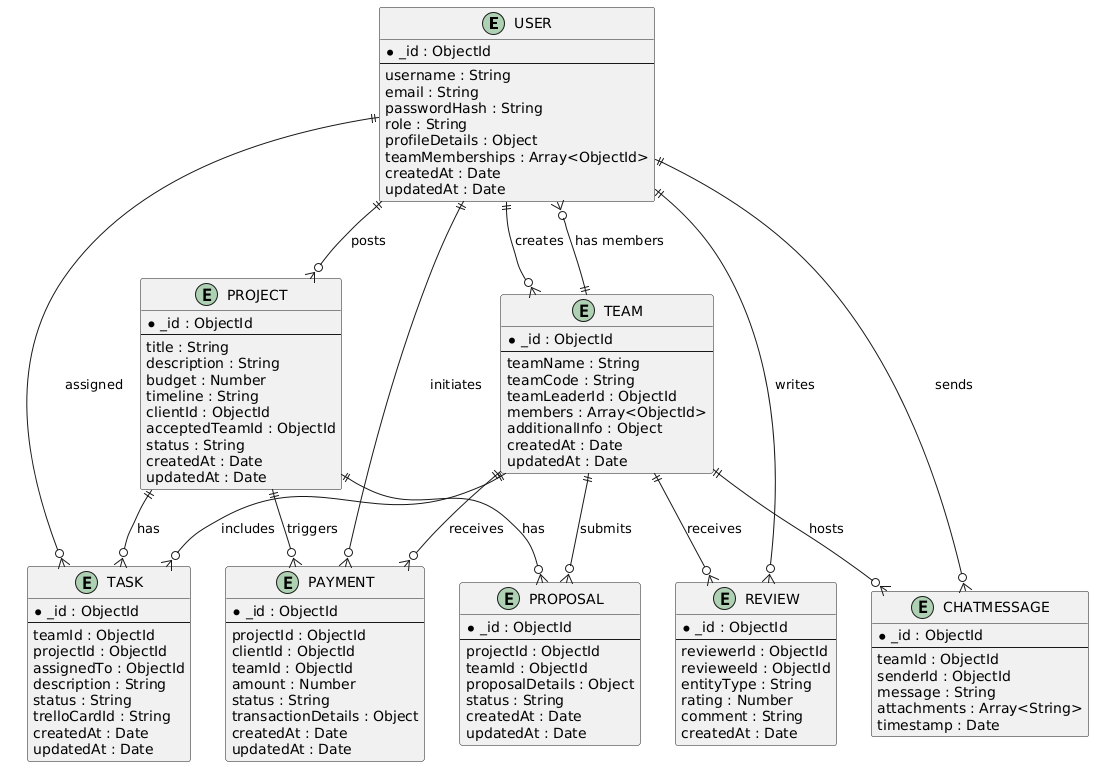 E USER
* _id : ObjectId
username : String
email : String
passwordHash : String
role : String
profileDetails : Object
teamMemberships : Array<ObjectId>
createdAt : Date
updatedAt : Date
posts
creates
has members
E PROJECT
* _id : ObjectId
title : String
description : String
budget : Number
timeline : String
clientId : ObjectId
acceptedTeamId : ObjectId
status : String
createdAt : Date
updatedAt : Date
E TEAM
* _id : ObjectId
teamName : String
teamCode : String
teamLeaderId : ObjectId
members : Array<ObjectId>
additionalInfo : Object
createdAt : Date
updatedAt : Date
assigned
initiates
writes
sends
has
includes
triggers
receives
has
submits
receives
hosts
E TASK
* _id : ObjectId
teamId : ObjectId
projectId : ObjectId
assignedTo : ObjectId
description : String
status : String
trelloCardId : String
createdAt : Date
updatedAt : Date
E PAYMENT
* _id : ObjectId
projectId : ObjectId
clientId : ObjectId
teamId : ObjectId
amount : Number
status : String
transactionDetails : Object
createdAt : Date
updatedAt : Date
E PROPOSAL
* _id : ObjectId
projectId : ObjectId
teamId : ObjectId
proposalDetails : Object
status : String
createdAt : Date
updatedAt : Date
E REVIEW
* _id : ObjectId
reviewerId : ObjectId
revieweeId : ObjectId
entityType : String
rating : Number
comment : String
createdAt : Date
E CHATMESSAGE
* _id : ObjectId
teamId : ObjectId
senderId : ObjectId
message : String
attachments : Array<String>
timestamp : Date